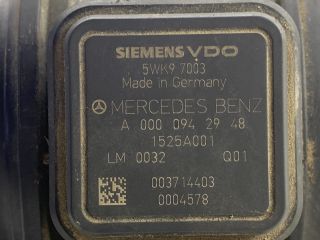 SIEMENS VDO
5WK9 7003
Made in Germany
MERCEDES BENZ
A 000 094 29 48
1525A001
LM 0032 Q01
003714403
0004578